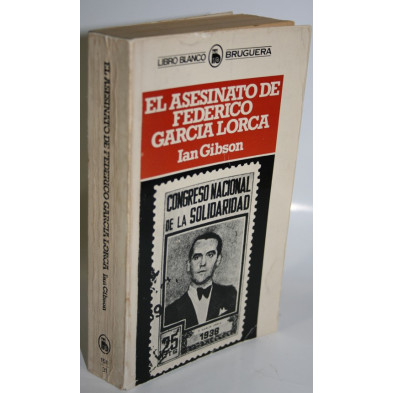 LIBRO BLANCO BRUGUERA
EL ASESINATO DE
FEDERICO
GARCIA LORCA
Ian Gibson
CONGRESO NACIONAL
DE LA SOLIDARIDAD
25
1938
EL ASESINATO DE FEDERICO GARCIA LORCA Ian Gibson